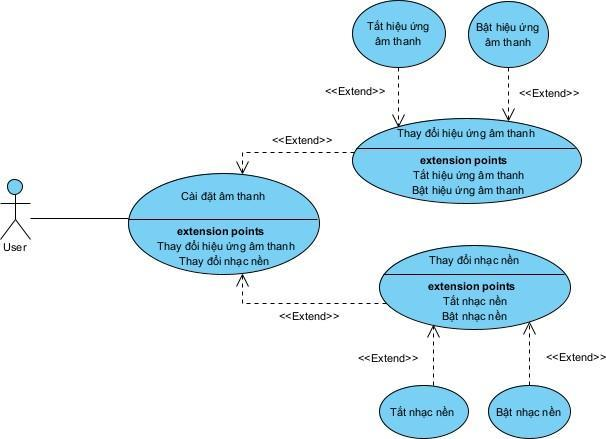 Tắt hiệu ứng
âm thanh
Bật hiệu ứng
âm thanh
<<Extend>>
<<Extend>>
Thay đổi hiệu ứng âm thanh
extension points
Tắt hiệu ứng âm thanh
Bật hiệu ứng âm thanh
<<Extend>>
Cài đặt âm thanh
extension points
Thay đổi hiệu ứng âm thanh
Thay đổi nhạc nền
User
Thay đổi nhạc nền
extension points
Tắt nhạc nền
Bật nhạc nền
<<Extend>>
<<Extend>>
<<Extend>>
Tắt nhạc nền
Bật nhạc nền